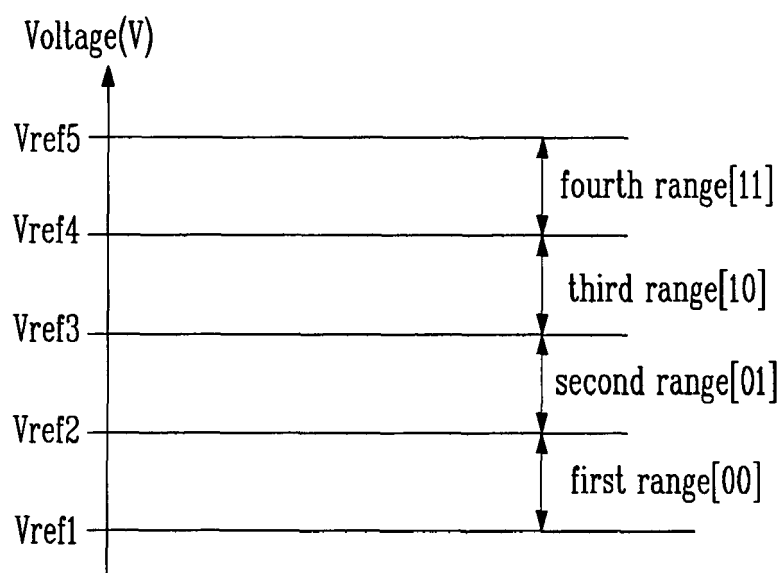 Voltage(V)
Vref5
fourth range[11]
Vref4
third range[10]
Vref3
second range[01]
Vref2
first range[00]
Vref1